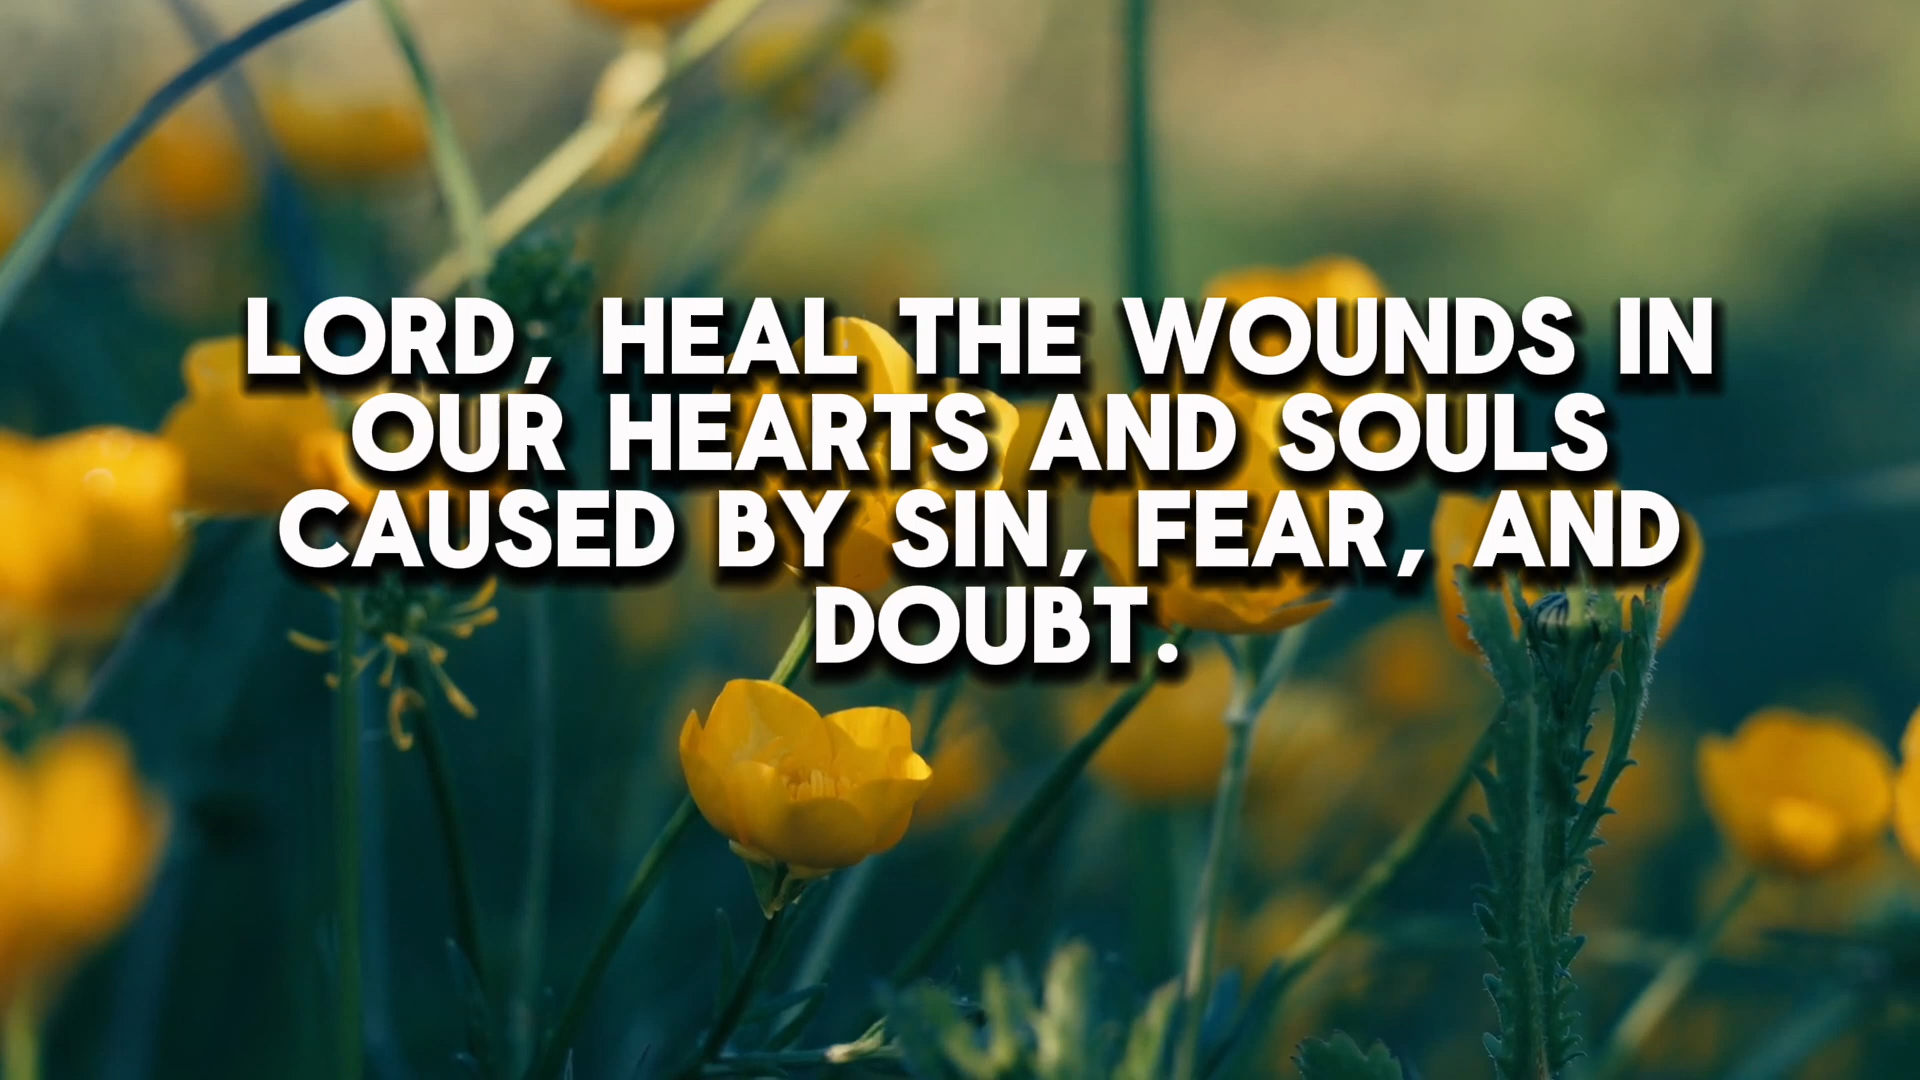 LORD, HEAL THE WOUNDS IN
OUR HEARTS AND SOULS
CAUSED BY SIN, FEAR, AND
DOUBT.